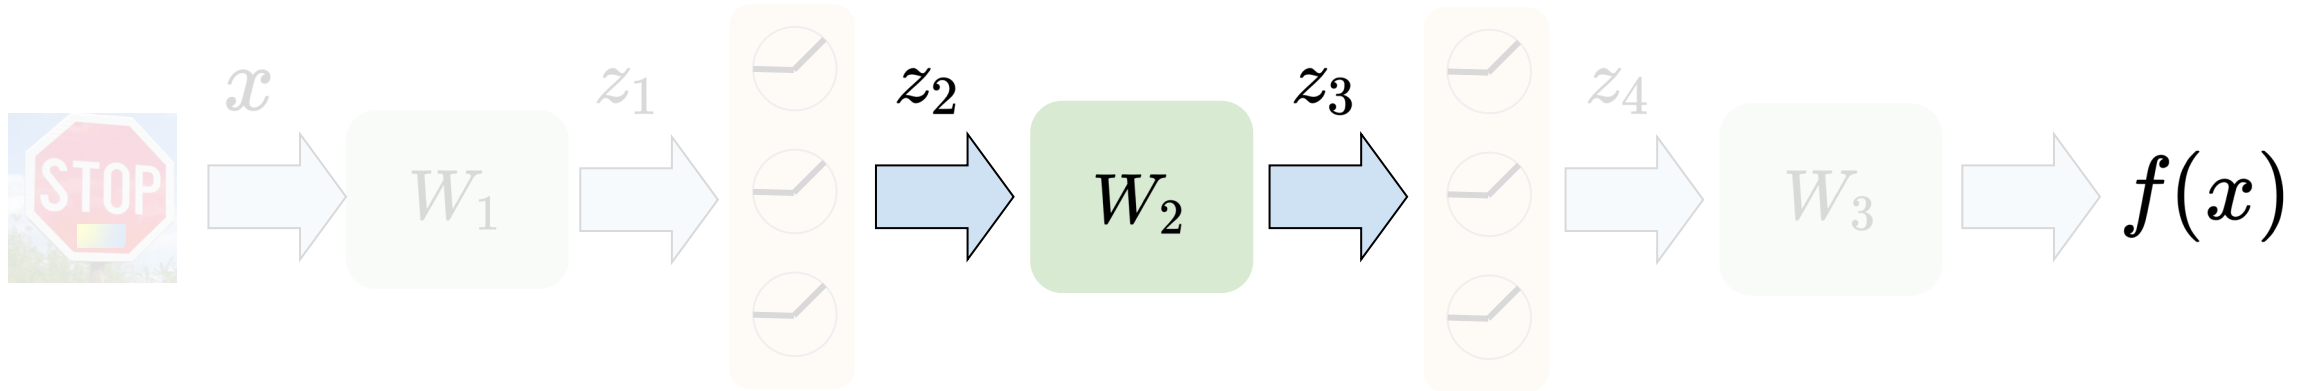 STOP
x
W₁
z₁
z₂
W₂
z₃
z₄
W₃
f(x)